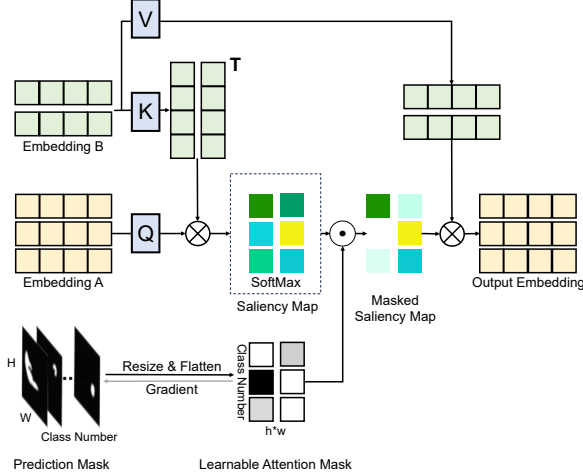 V
T
K
Embedding B
Q
SoftMax
Embedding A
Saliency Map
Masked
Saliency Map
Output Embedding
H
W
Class Number
Resize & Flatten
Gradient
Class Number
h*w
Prediction Mask
Learnable Attention Mask